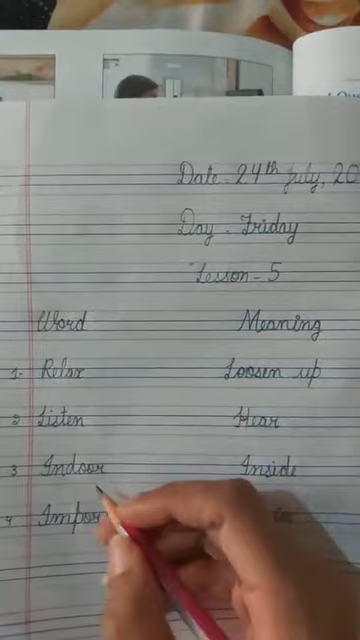 Date - 24th July, 20
Day - Friday
Lesson - 5
Word Meaning
1. Relax Loosen up
2 Listen Hear
3 Indoor Inside
4 Impor